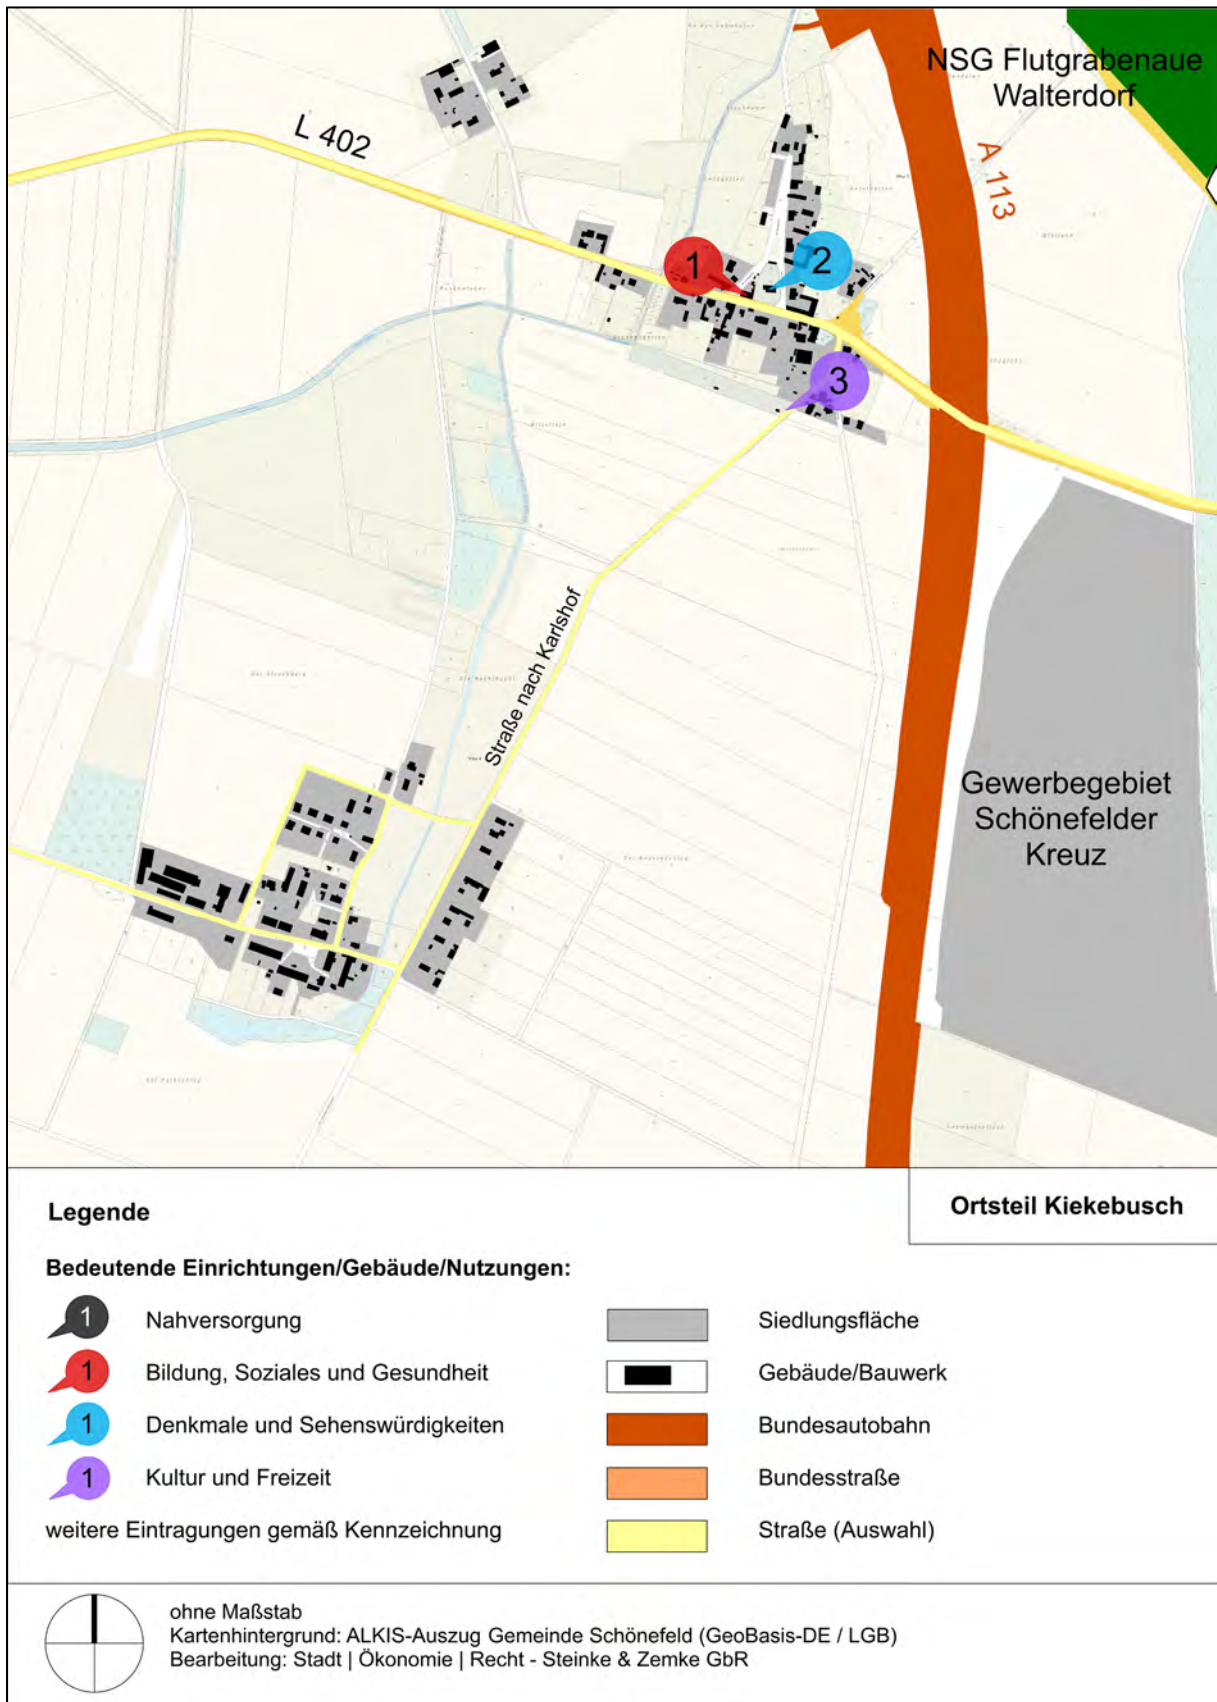 NSG Flutgrabenaue
Walterdorf
L 402
A 113
1
2
3
Straße nach Karlshof
Gewerbegebiet
Schönefelder
Kreuz
Ortsteil Kiekebusch
Legende
Bedeutende Einrichtungen/Gebäude/Nutzungen:
1 Nahversorgung
1 Bildung, Soziales und Gesundheit
1 Denkmale und Sehenswürdigkeiten
1 Kultur und Freizeit
weitere Eintragungen gemäß Kennzeichnung
Siedlungsfläche
Gebäude/Bauwerk
Bundesautobahn
Bundesstraße
Straße (Auswahl)
ohne Maßstab
Kartenhintergrund: ALKIS-Auszug Gemeinde Schönefeld (GeoBasis-DE / LGB)
Bearbeitung: Stadt | Ökonomie | Recht - Steinke & Zemke GbR